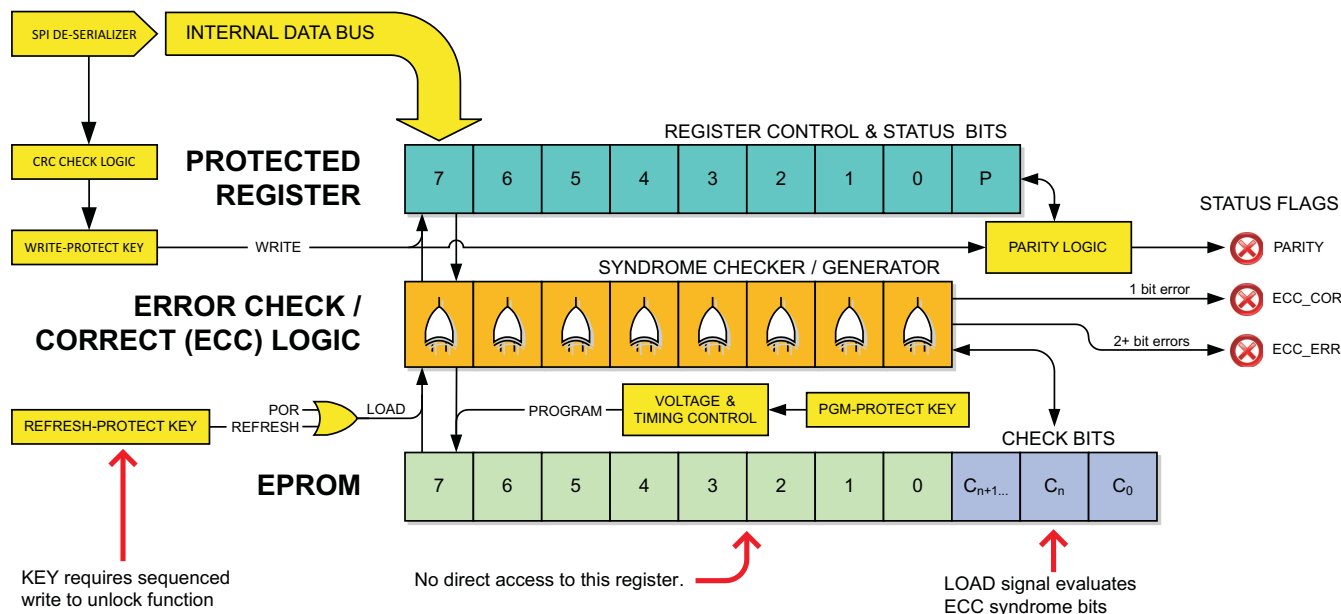 SPI DE-SERIALIZER
INTERNAL DATA BUS
REGISTER CONTROL & STATUS BITS
CRC CHECK LOGIC
PROTECTED
REGISTER
7 6 5 4 3 2 1 0 P
STATUS FLAGS
WRITE-PROTECT KEY
WRITE
PARITY LOGIC
PARITY
SYNDROME CHECKER / GENERATOR
ERROR CHECK /
CORRECT (ECC) LOGIC
1 bit error
ECC_COR
2+ bit errors
ECC_ERR
REFRESH-PROTECT KEY
POR
REFRESH
LOAD
PROGRAM
VOLTAGE &
TIMING CONTROL
PGM-PROTECT KEY
CHECK BITS
EPROM
7 6 5 4 3 2 1 0 Cn+1... Cn C0
KEY requires sequenced
write to unlock function
No direct access to this register.
LOAD signal evaluates
ECC syndrome bits